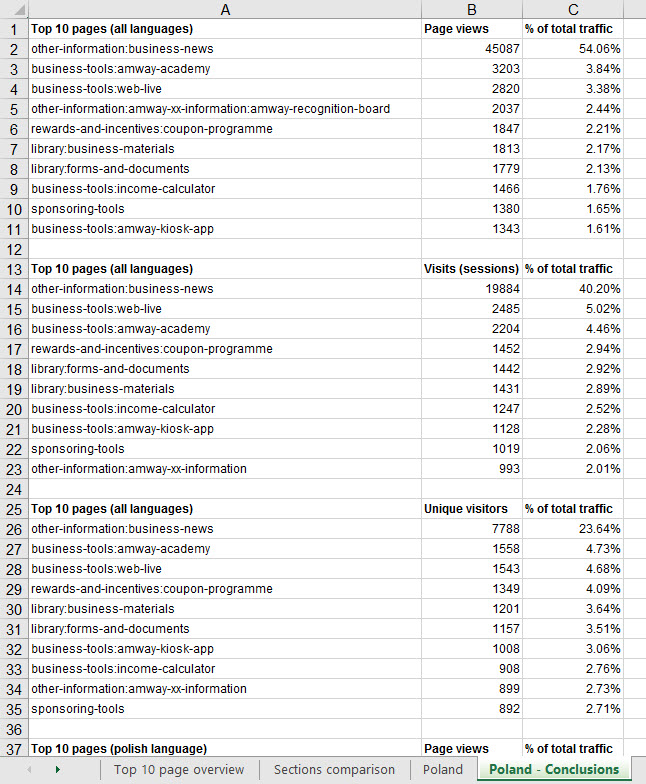 A B C
1 Top 10 pages (all languages) Page views % of total traffic
2 other-information:business-news 45087 54.06%
3 business-tools:amway-academy 3203 3.84%
4 business-tools:web-live 2820 3.38%
5 other-information:amway-xx-information:amway-recognition-board 2037 2.44%
6 rewards-and-incentives:coupon-programme 1847 2.21%
7 library:business-materials 1813 2.17%
8 library:forms-and-documents 1779 2.13%
9 business-tools:income-calculator 1466 1.76%
10 sponsoring-tools 1380 1.65%
11 business-tools:amway-kiosk-app 1343 1.61%
12
13 Top 10 pages (all languages) Visits (sessions) % of total traffic
14 other-information:business-news 19884 40.20%
15 business-tools:web-live 2485 5.02%
16 business-tools:amway-academy 2204 4.46%
17 rewards-and-incentives:coupon-programme 1452 2.94%
18 library:forms-and-documents 1442 2.92%
19 library:business-materials 1431 2.89%
20 business-tools:income-calculator 1247 2.52%
21 business-tools:amway-kiosk-app 1128 2.28%
22 sponsoring-tools 1019 2.06%
23 other-information:amway-xx-information 993 2.01%
24
25 Top 10 pages (all languages) Unique visitors % of total traffic
26 other-information:business-news 7788 23.64%
27 business-tools:amway-academy 1558 4.73%
28 business-tools:web-live 1543 4.68%
29 rewards-and-incentives:coupon-programme 1349 4.09%
30 library:business-materials 1201 3.64%
31 library:forms-and-documents 1157 3.51%
32 business-tools:amway-kiosk-app 1008 3.06%
33 business-tools:income-calculator 908 2.76%
34 other-information:amway-xx-information 899 2.73%
35 sponsoring-tools 892 2.71%
36
37 Top 10 pages (polish language) Page views % of total traffic
Top 10 page overview Sections comparison Poland Poland - Conclusions